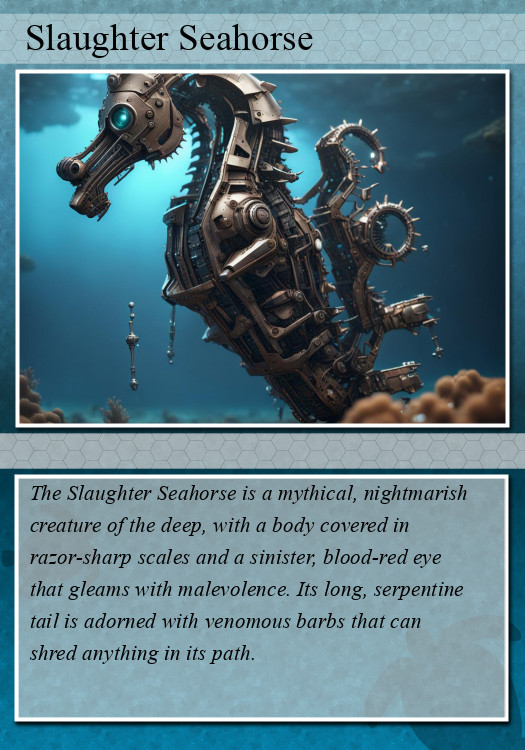 Slaughter Seahorse
The Slaughter Seahorse is a mythical, nightmarish
creature of the deep, with a body covered in
razor-sharp scales and a sinister, blood-red eye
that gleams with malevolence. Its long, serpentine
tail is adorned with venomous barbs that can
shred anything in its path.